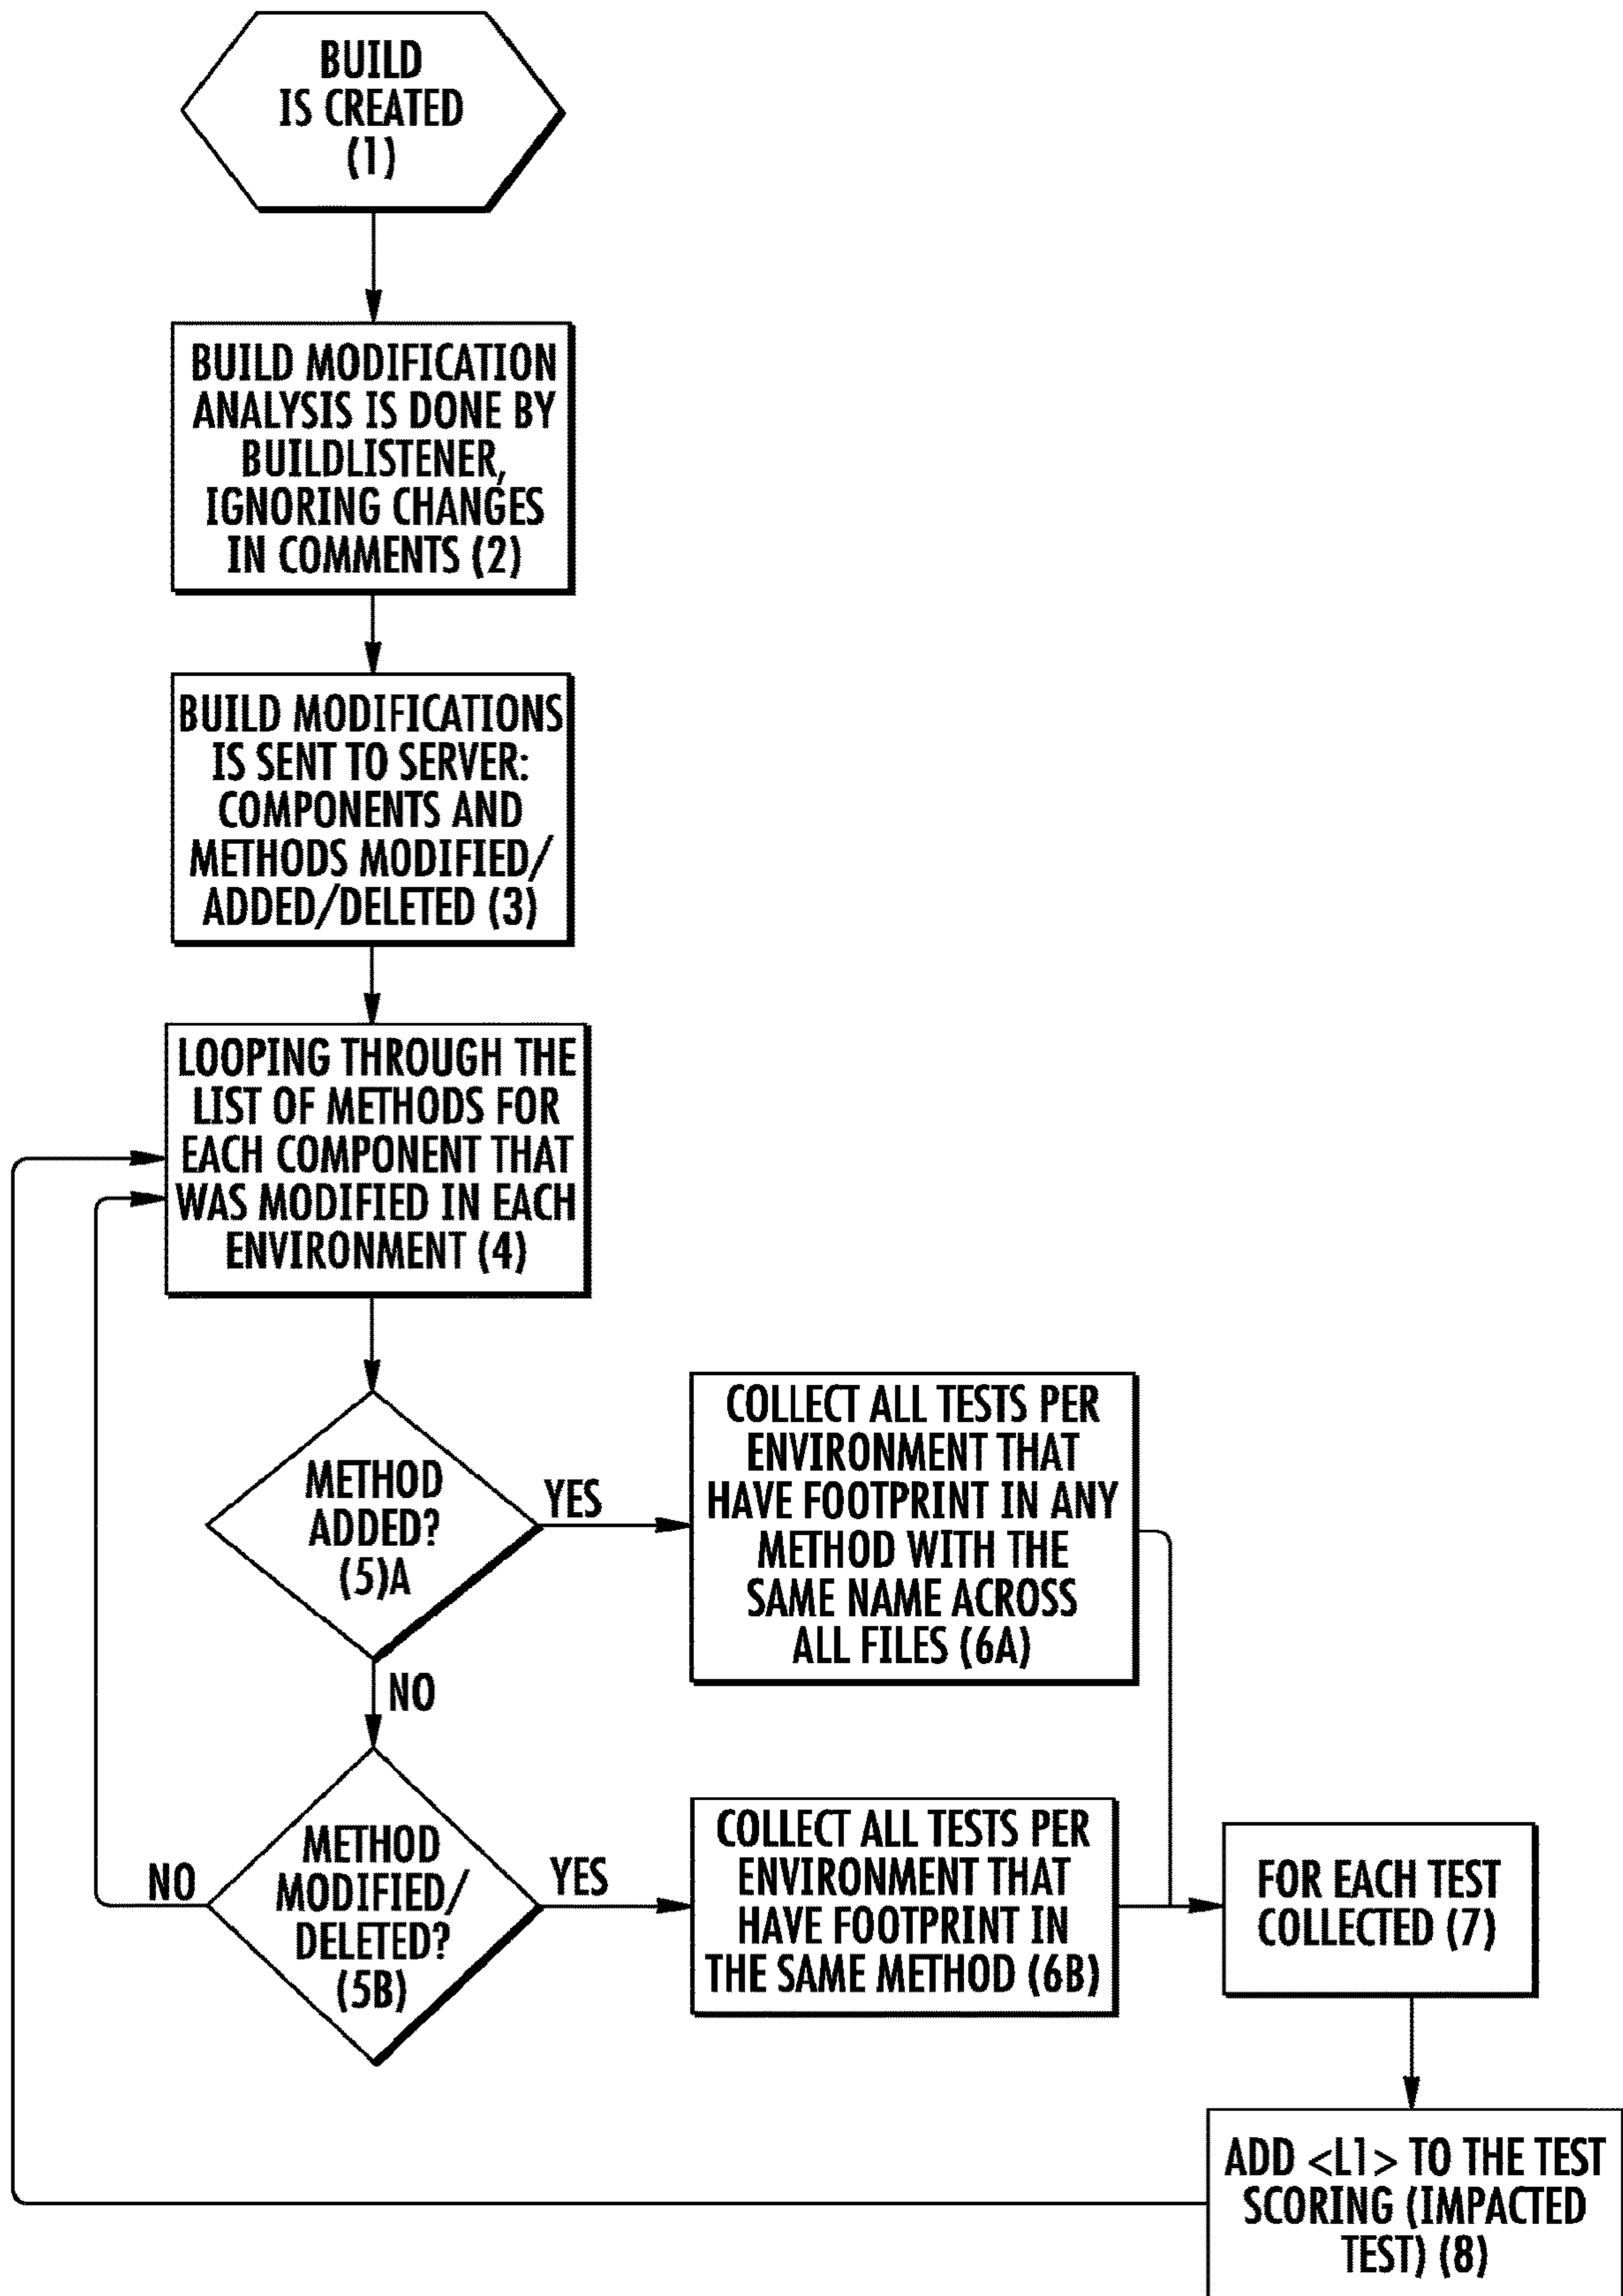 BUILD
IS CREATED
(1)
BUILD MODIFICATION
ANALYSIS IS DONE BY
BUILDLISTENER,
IGNORING CHANGES
IN COMMENTS (2)
BUILD MODIFICATIONS
IS SENT TO SERVER:
COMPONENTS AND
METHODS MODIFIED/
ADDED/DELETED (3)
LOOPING THROUGH THE
LIST OF METHODS FOR
EACH COMPONENT THAT
WAS MODIFIED IN EACH
ENVIRONMENT (4)
METHOD
ADDED?
(5)A
YES
COLLECT ALL TESTS PER
ENVIRONMENT THAT
HAVE FOOTPRINT IN ANY
METHOD WITH THE
SAME NAME ACROSS
ALL FILES (6A)
NO
METHOD
MODIFIED/
DELETED?
(5B)
NO
YES
COLLECT ALL TESTS PER
ENVIRONMENT THAT
HAVE FOOTPRINT IN
THE SAME METHOD (6B)
FOR EACH TEST
COLLECTED (7)
ADD <L1> TO THE TEST
SCORING (IMPACTED
TEST) (8)